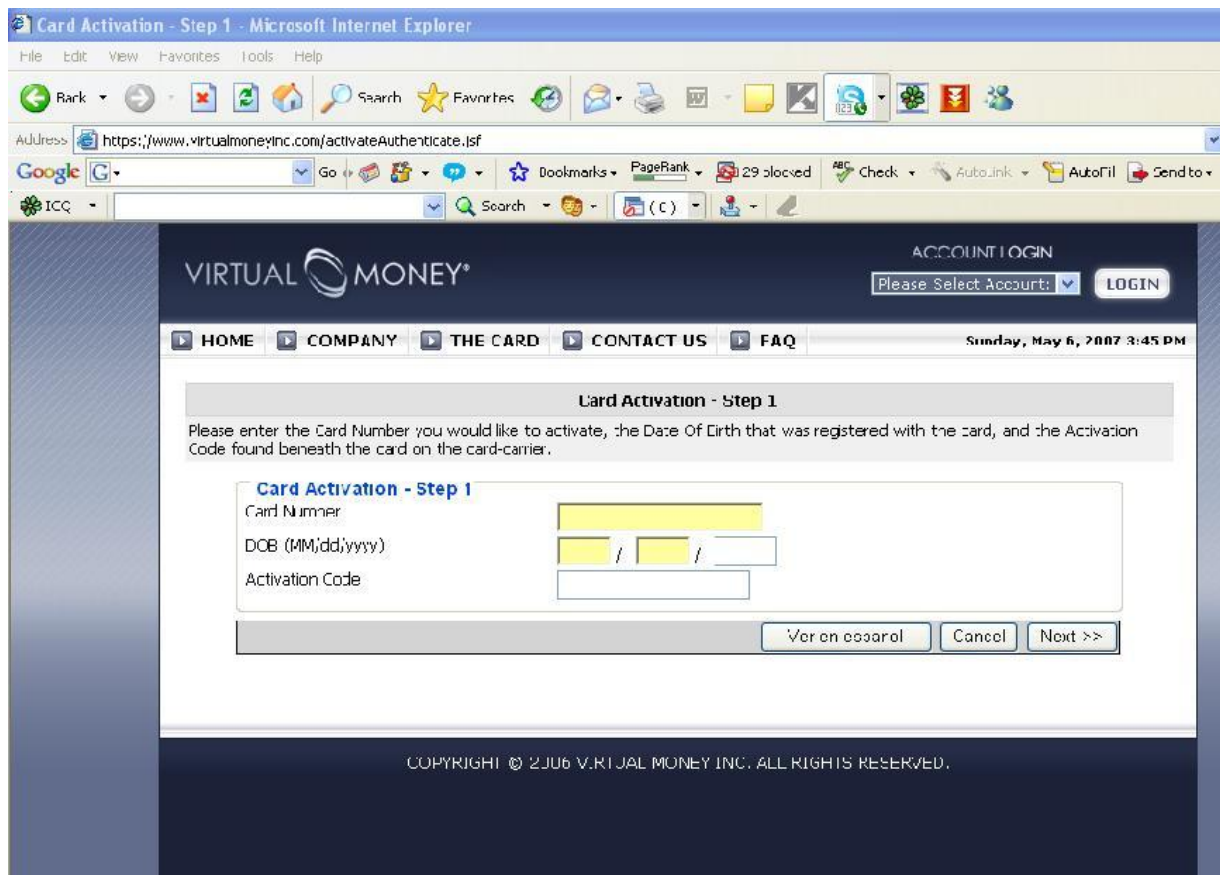 Card Activation - Step 1 - Microsoft Internet Explorer
File Edit View Favorites Tools Help
Back Search Favorites
Address https://www.virtualmoneyinc.com/activateAuthenticate.jsf
Google G Go Bookmarks PageRank 29 blocked ABC Check AutoLink AutoFill Send to
ICQ Search (C)
VIRTUAL MONEY®
ACCOUNT LOGIN
Please Select Account: LOGIN
HOME COMPANY THE CARD CONTACT US FAQ Sunday, May 6, 2007 3:45 PM
Card Activation - Step 1
Please enter the Card Number you would like to activate, the Date Of Birth that was registered with the card, and the Activation
Code found beneath the card on the card-carrier.
Card Activation - Step 1
Card Number
DOB (MM/dd/yyyy) / /
Activation Code
Ver en español Cancel Next >>
COPYRIGHT © 2006 VIRTUAL MONEY INC. ALL RIGHTS RESERVED.